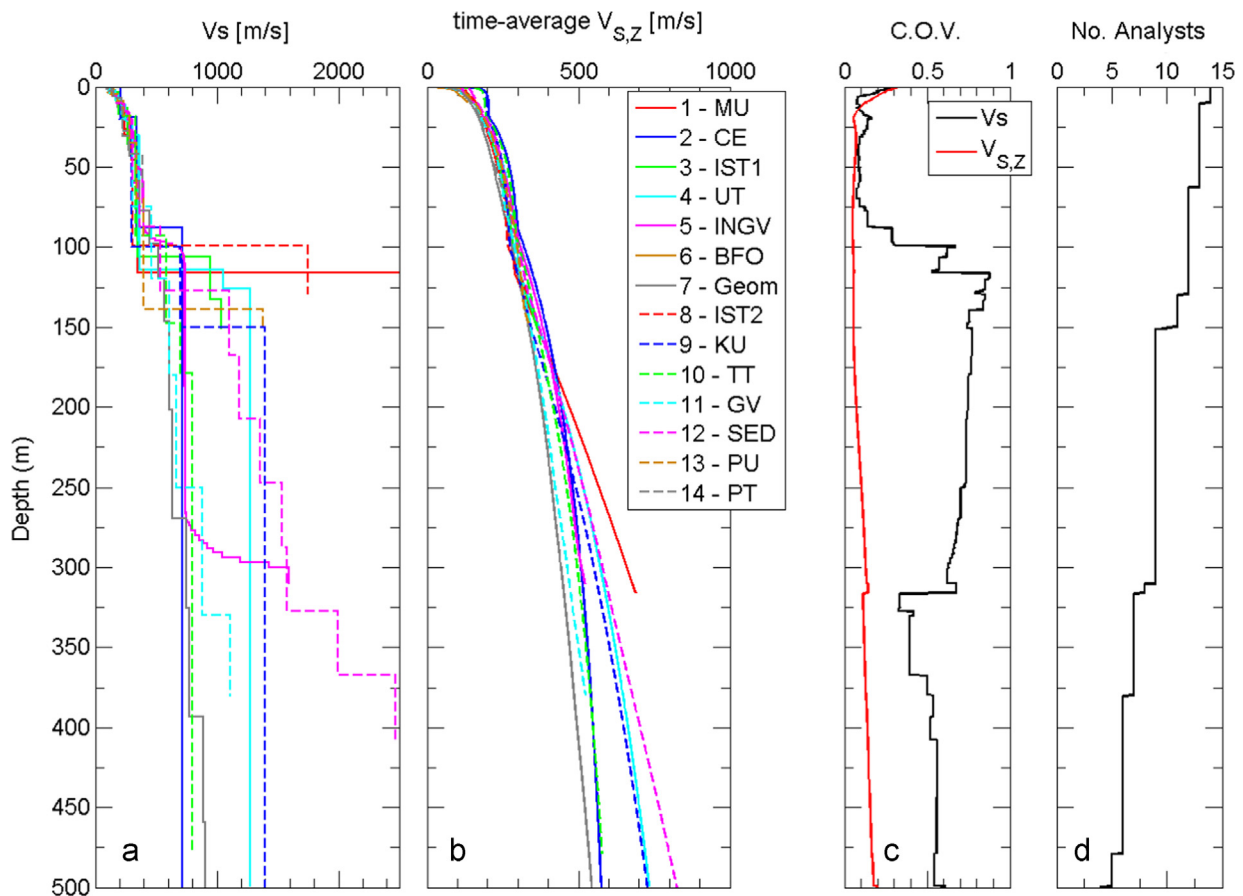 Vs [m/s]
time-average V_{S,Z} [m/s]
C.O.V.
No. Analysts
0 1000 2000
0 500 1000
0 0.5 1
0 5 10 15
0
50
100
150
200
250
300
350
400
450
500
Depth (m)
1 - MU
2 - CE
3 - IST1
4 - UT
5 - INGV
6 - BFO
7 - Geom
8 - IST2
9 - KU
10 - TT
11 - GV
12 - SED
13 - PU
14 - PT
Vs
V_{S,Z}
a
b
c
d